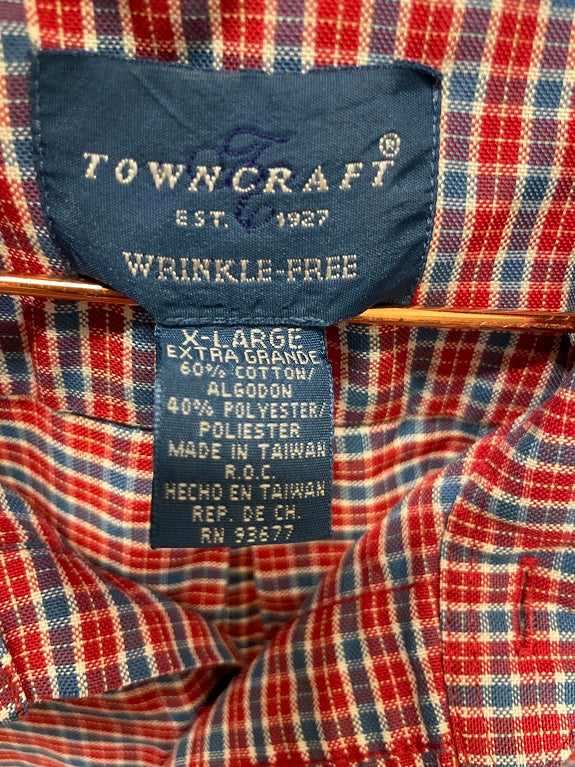 TOWNCRAFT®
EST. 1927
WRINKLE-FREE
X-LARGE
EXTRA GRANDE
60% COTTON/
ALGODON
40% POLYESTER/
POLIESTER
MADE IN TAIWAN
R.O.C.
HECHO EN TAIWAN
REP. DE CH.
RN 93677